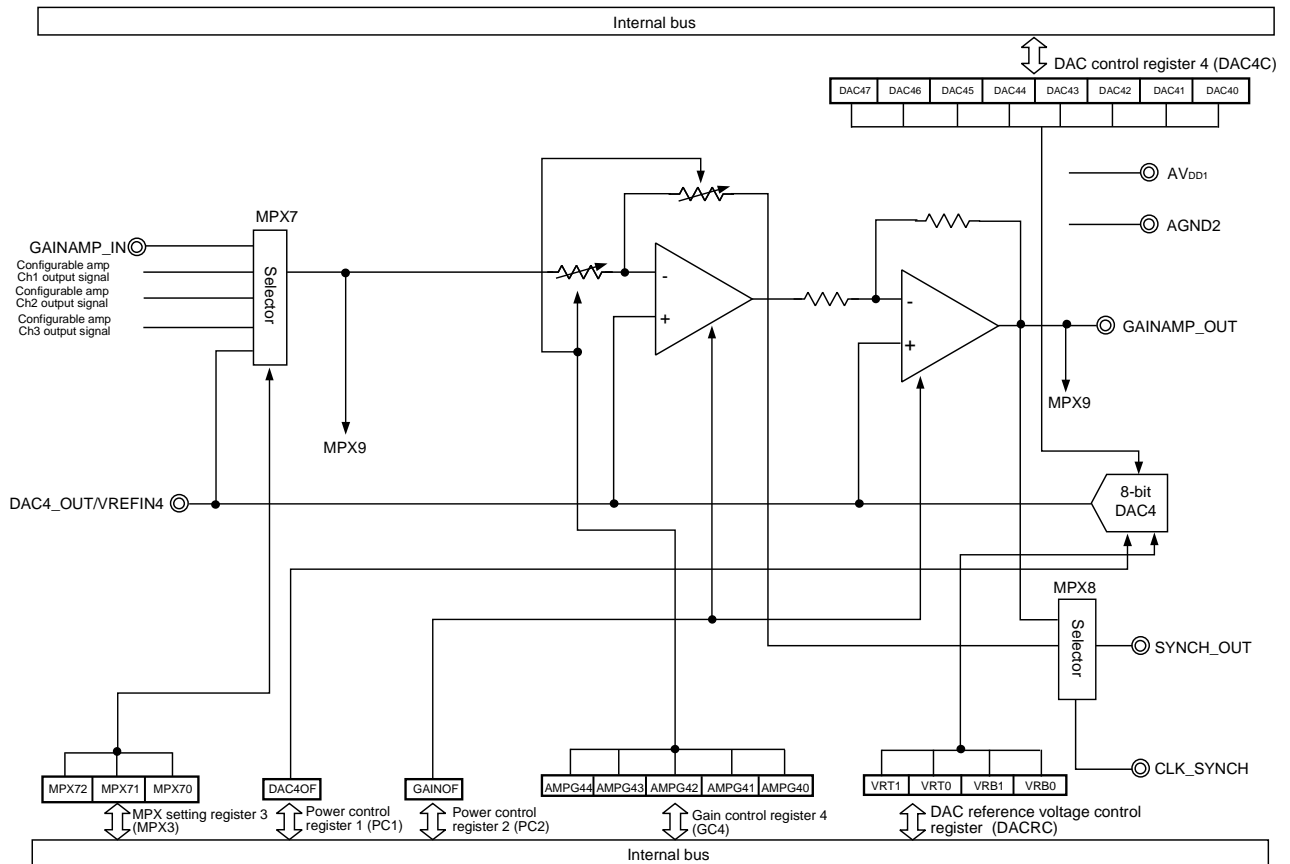 Internal bus
DAC control register 4 (DAC4C)
DAC47 DAC46 DAC45 DAC44 DAC43 DAC42 DAC41 DAC40
AVDD1
AGND2
MPX7
GAINAMP_IN
Configurable amp
Ch1 output signal
Configurable amp
Ch2 output signal
Configurable amp
Ch3 output signal
Selector
-
+
-
+
GAINAMP_OUT
MPX9
MPX9
DAC4_OUT/VREFIN4
8-bit
DAC4
MPX8
Selector
SYNCH_OUT
CLK_SYNCH
MPX72 MPX71 MPX70
DAC4OF
GAINOF
AMPG44 AMPG43 AMPG42 AMPG41 AMPG40
VRT1 VRT0 VRB1 VRB0
MPX setting register 3
(MPX3)
Power control
register 1 (PC1)
Power control
register 2 (PC2)
Gain control register 4
(GC4)
DAC reference voltage control
register (DACRC)
Internal bus